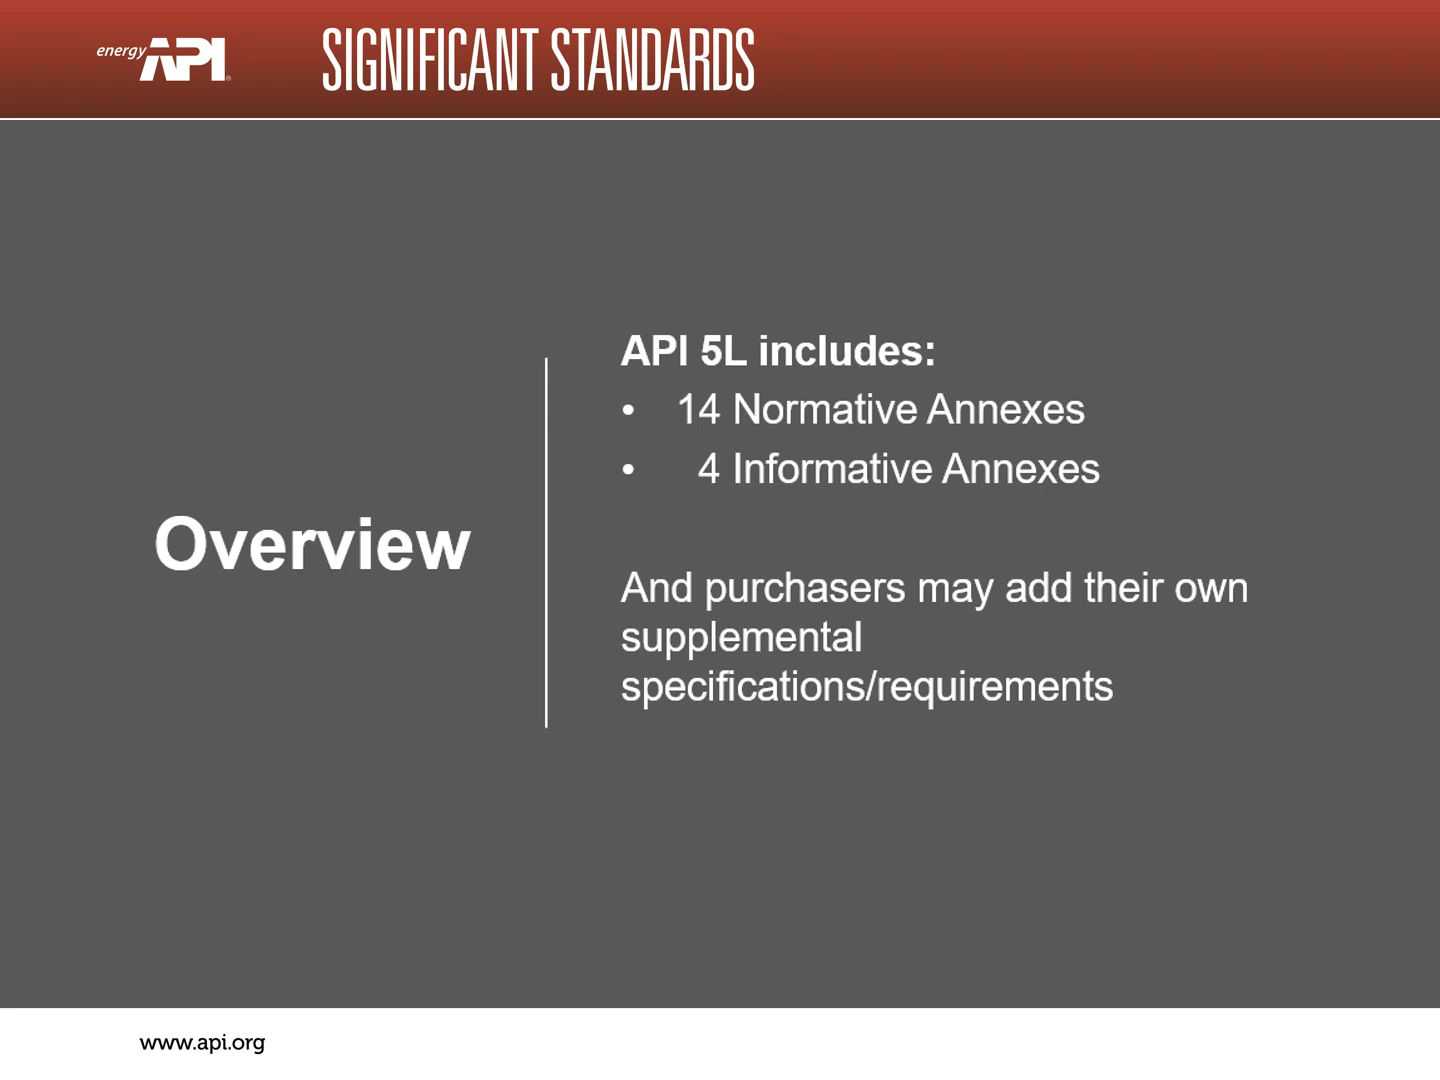 energy API
SIGNIFICANT STANDARDS
Overview
API 5L includes:
• 14 Normative Annexes
• 4 Informative Annexes
And purchasers may add their own
supplemental
specifications/requirements
www.api.org